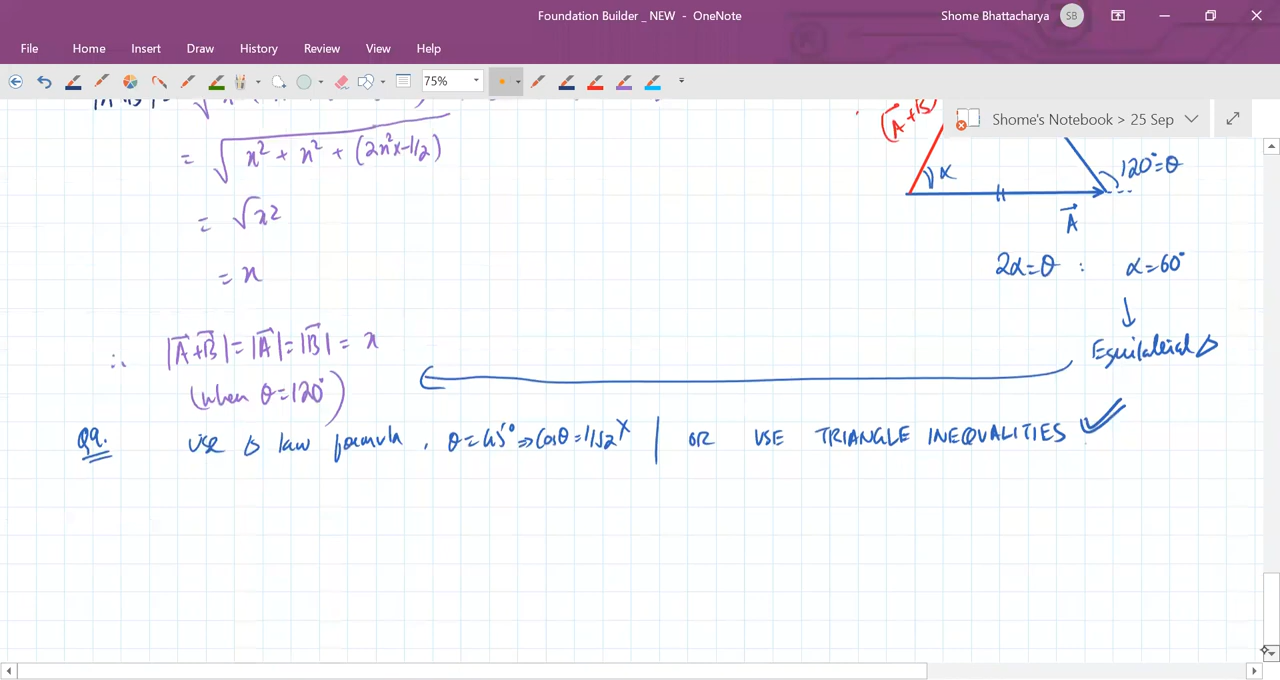 Foundation Builder _ NEW - OneNote
Shome Bhattacharya SB
File Home Insert Draw History Review View Help
75%
Shome's Notebook > 25 Sep
= √x² + x² + (2x²x-1/2)
= √x²
= x
(A+B)
α
120°=θ
A
2α=θ : α=60°
↓
Equilateral △
∴ |A+B| = |A| = |B| = x
(when θ=120°)
Q9. use △ law formula, θ=45° ⇒ cosθ=1/√2 x | OR USE TRIANGLE INEQUALITIES